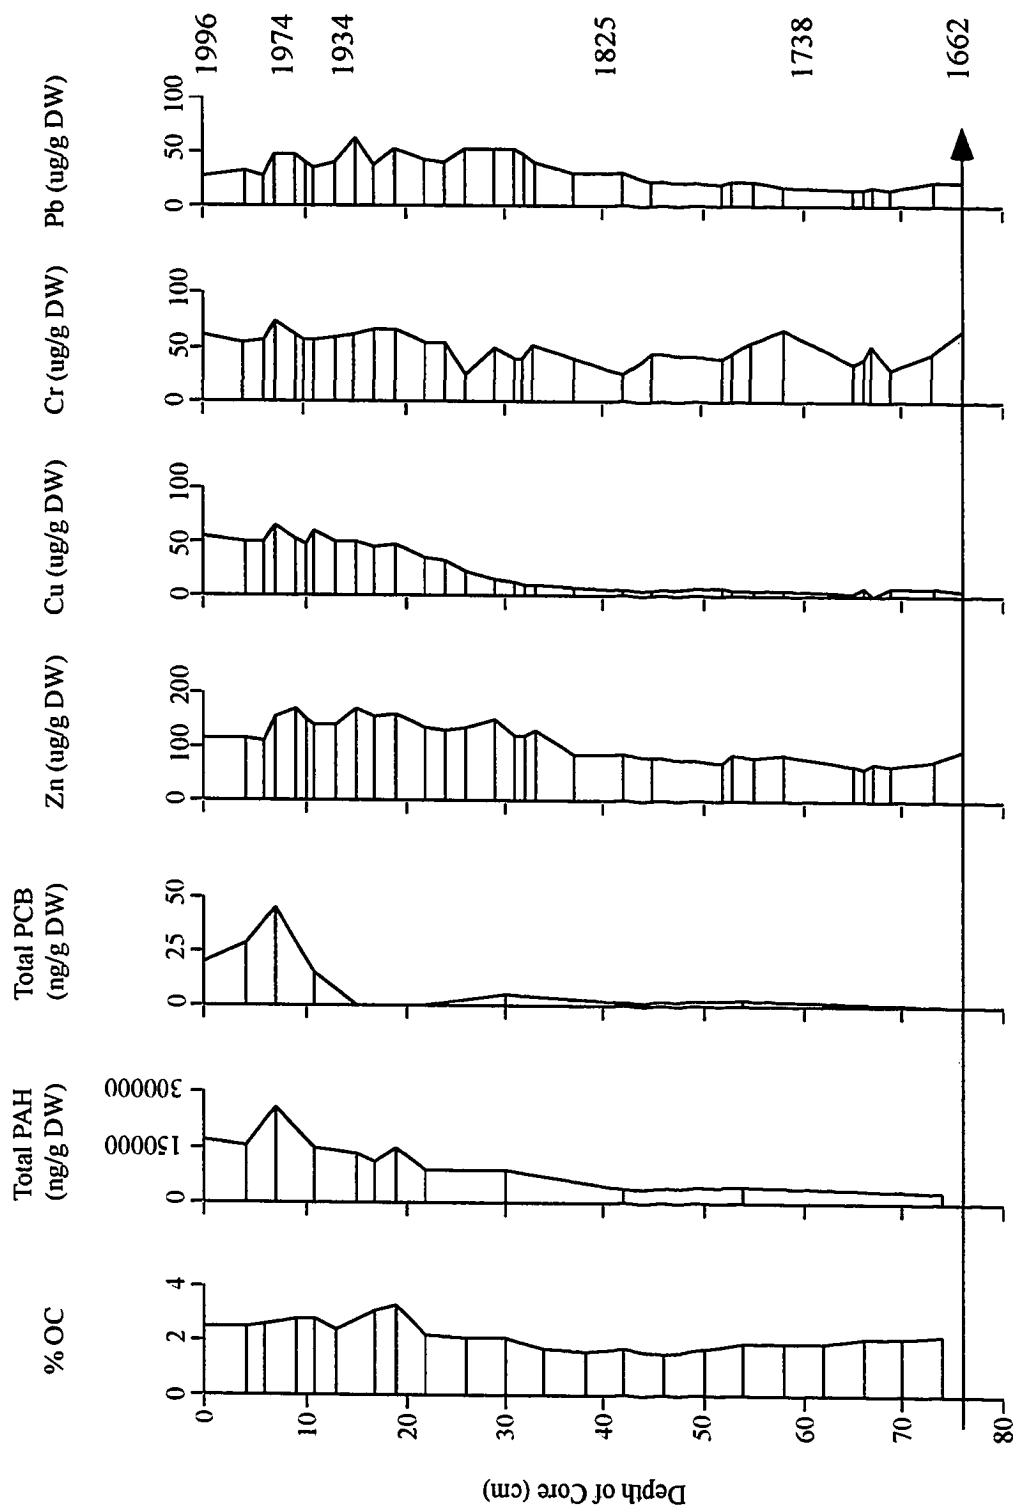 % OC
Total PAH
(ng/g DW)
Total PCB
(ng/g DW)
Zn (ug/g DW)
Cu (ug/g DW)
Cr (ug/g DW)
Pb (ug/g DW)
0 2 4
0 150000 300000
0 25 50
0 100 200
0 50 100
0 50 100
0 50 100
Depth of Core (cm)
0
10
20
30
40
50
60
70
80
1996
1974
1934
1825
1738
1662